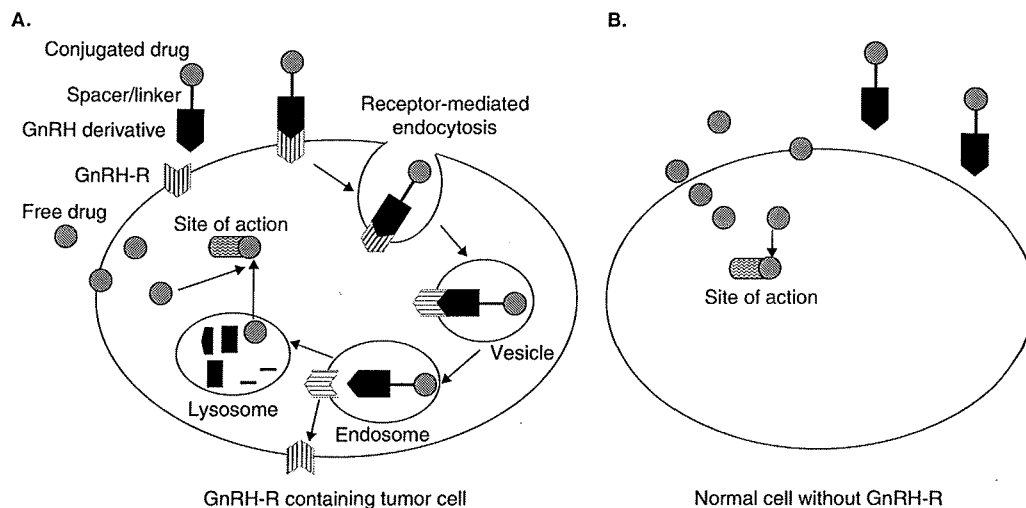 A.
Conjugated drug
Spacer/linker
GnRH derivative
GnRH-R
Free drug
Receptor-mediated
endocytosis
Site of action
Vesicle
Lysosome
Endosome
GnRH-R containing tumor cell
B.
Site of action
Normal cell without GnRH-R